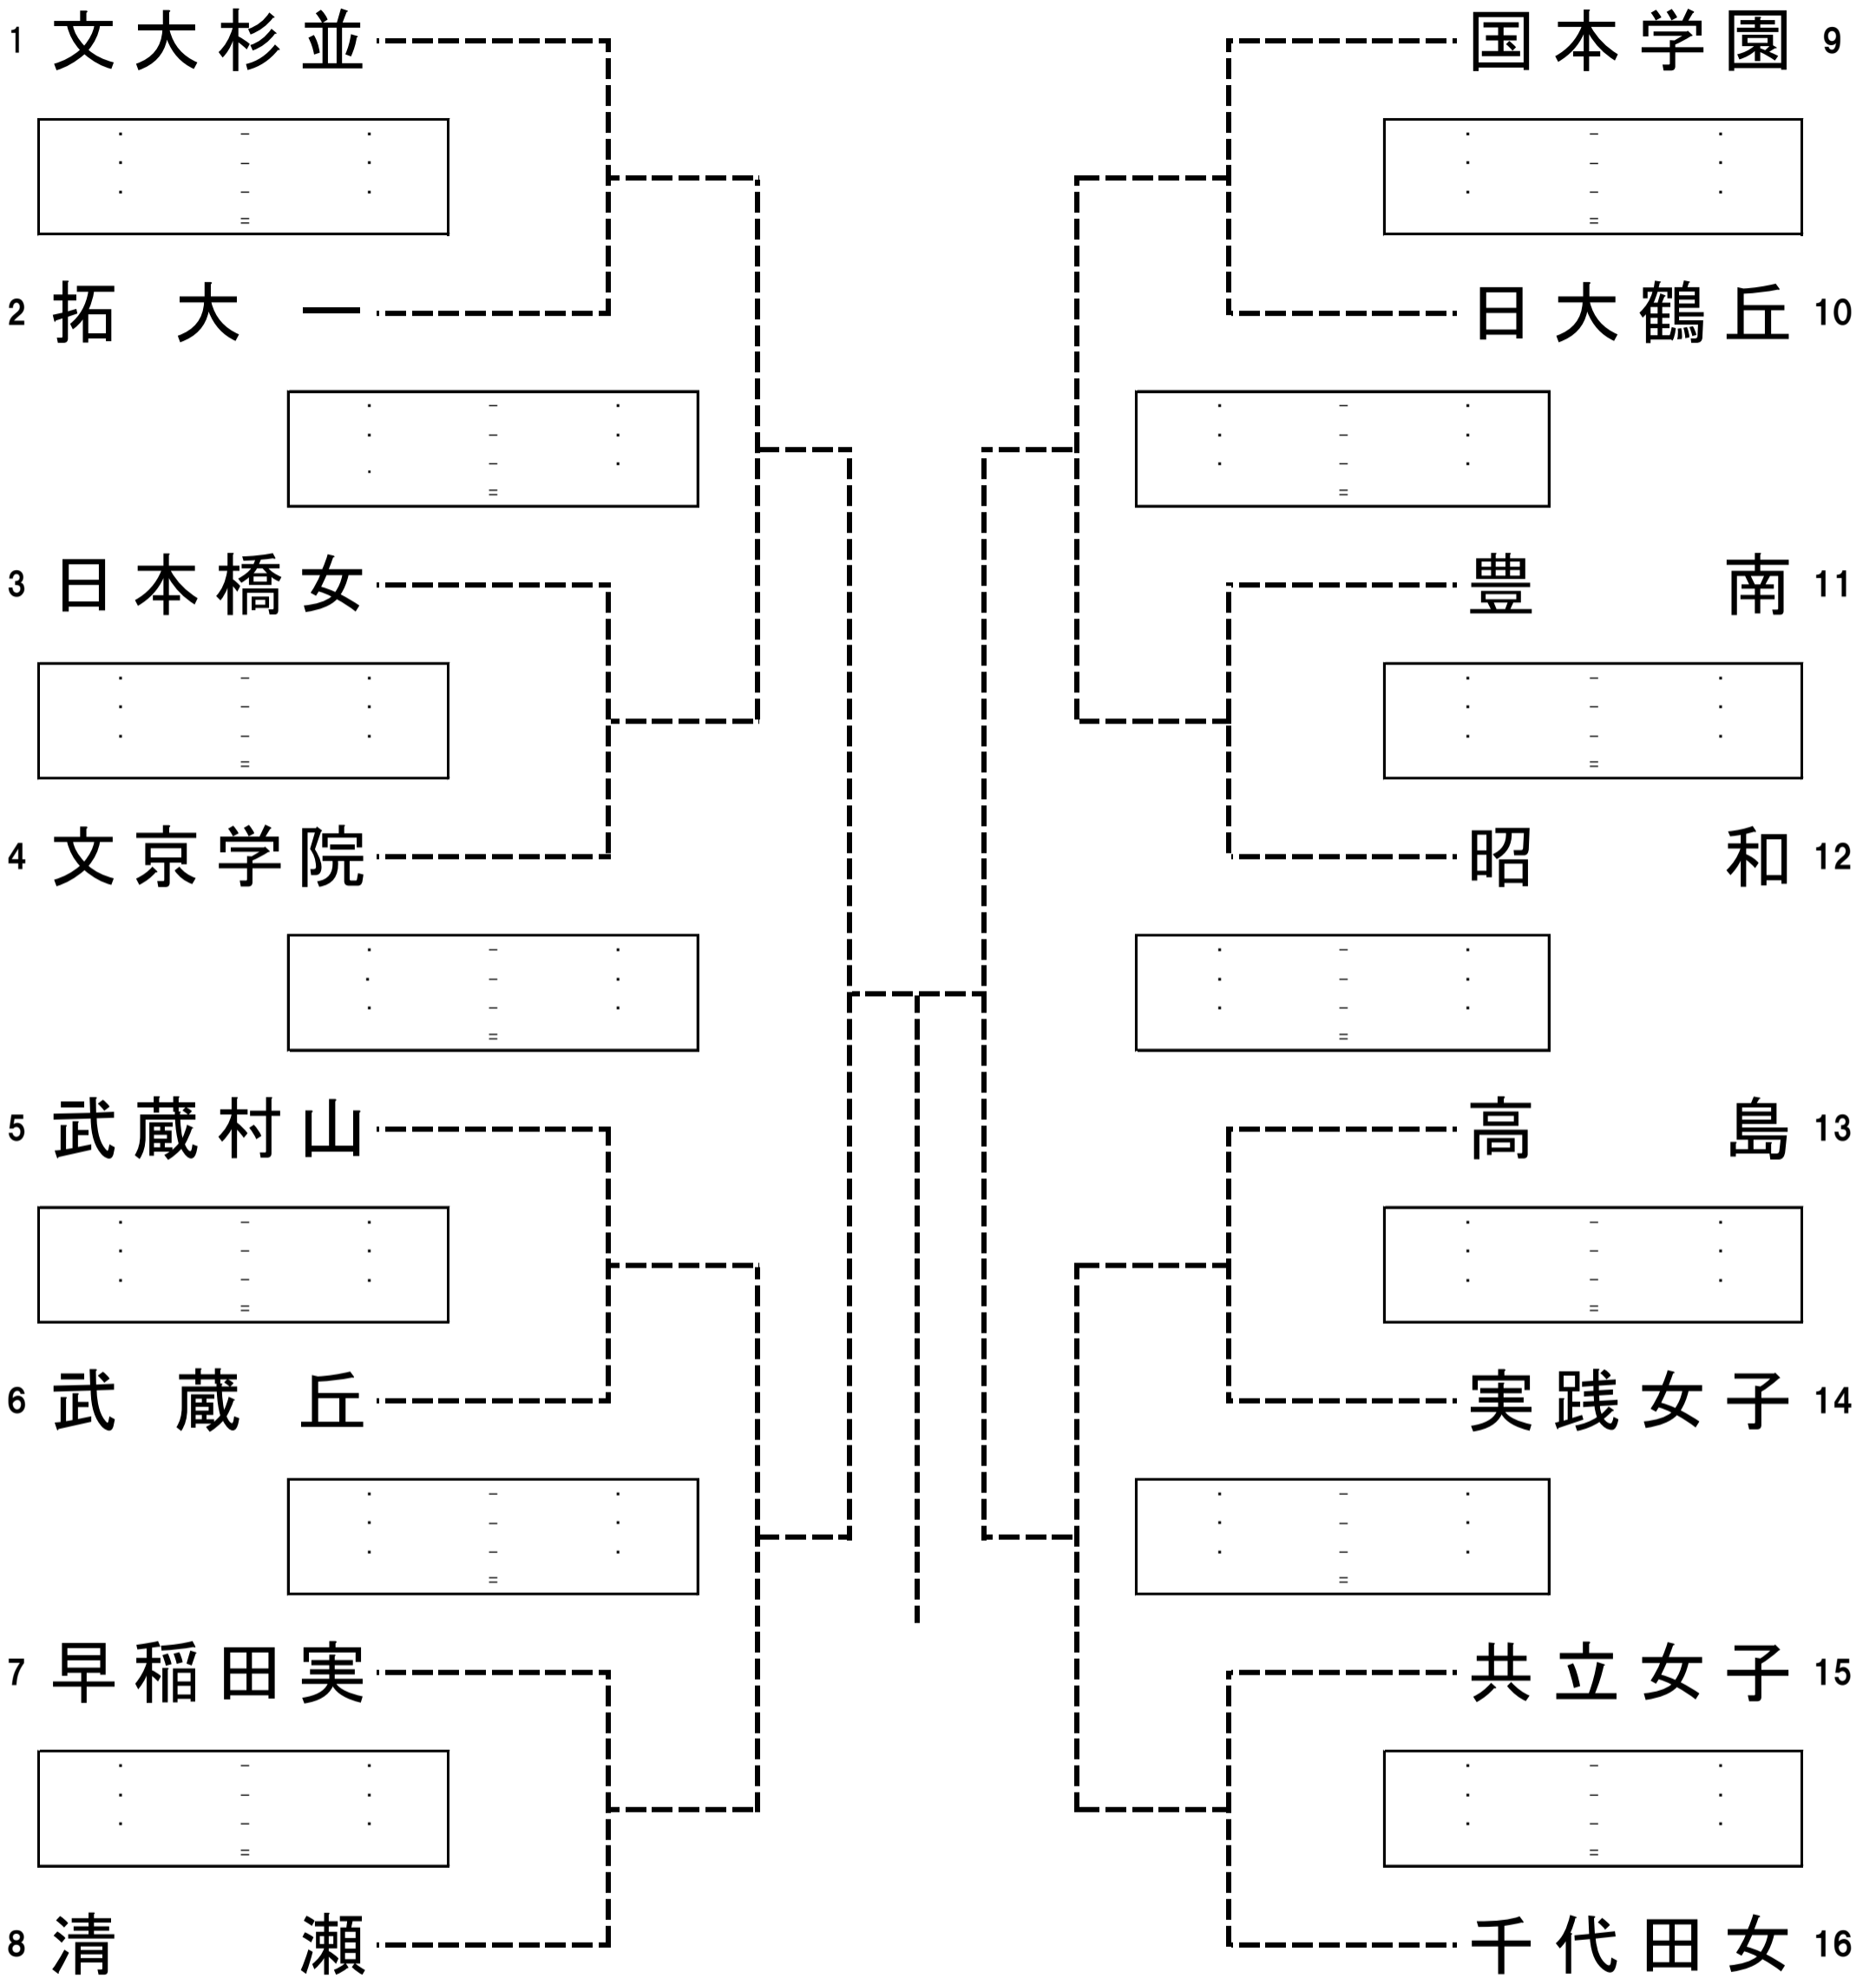 1 文大杉並
国本学園 9
・ － ・
・ － ・
・ － ・
＝
・ － ・
・ － ・
・ － ・
＝
2 拓大一
日大鶴丘 10
・ － ・
・ － ・
・ － ・
＝
・ － ・
・ － ・
・ － ・
＝
3 日本橋女
豊南 11
・ － ・
・ － ・
・ － ・
＝
・ － ・
・ － ・
・ － ・
＝
4 文京学院
昭和 12
・ － ・
・ － ・
・ － ・
＝
・ － ・
・ － ・
・ － ・
＝
5 武蔵村山
高島 13
・ － ・
・ － ・
・ － ・
＝
・ － ・
・ － ・
・ － ・
＝
6 武蔵丘
実践女子 14
・ － ・
・ － ・
・ － ・
＝
・ － ・
・ － ・
・ － ・
＝
7 早稲田実
共立女子 15
・ － ・
・ － ・
・ － ・
＝
・ － ・
・ － ・
・ － ・
＝
8 清瀬
千代田女 16